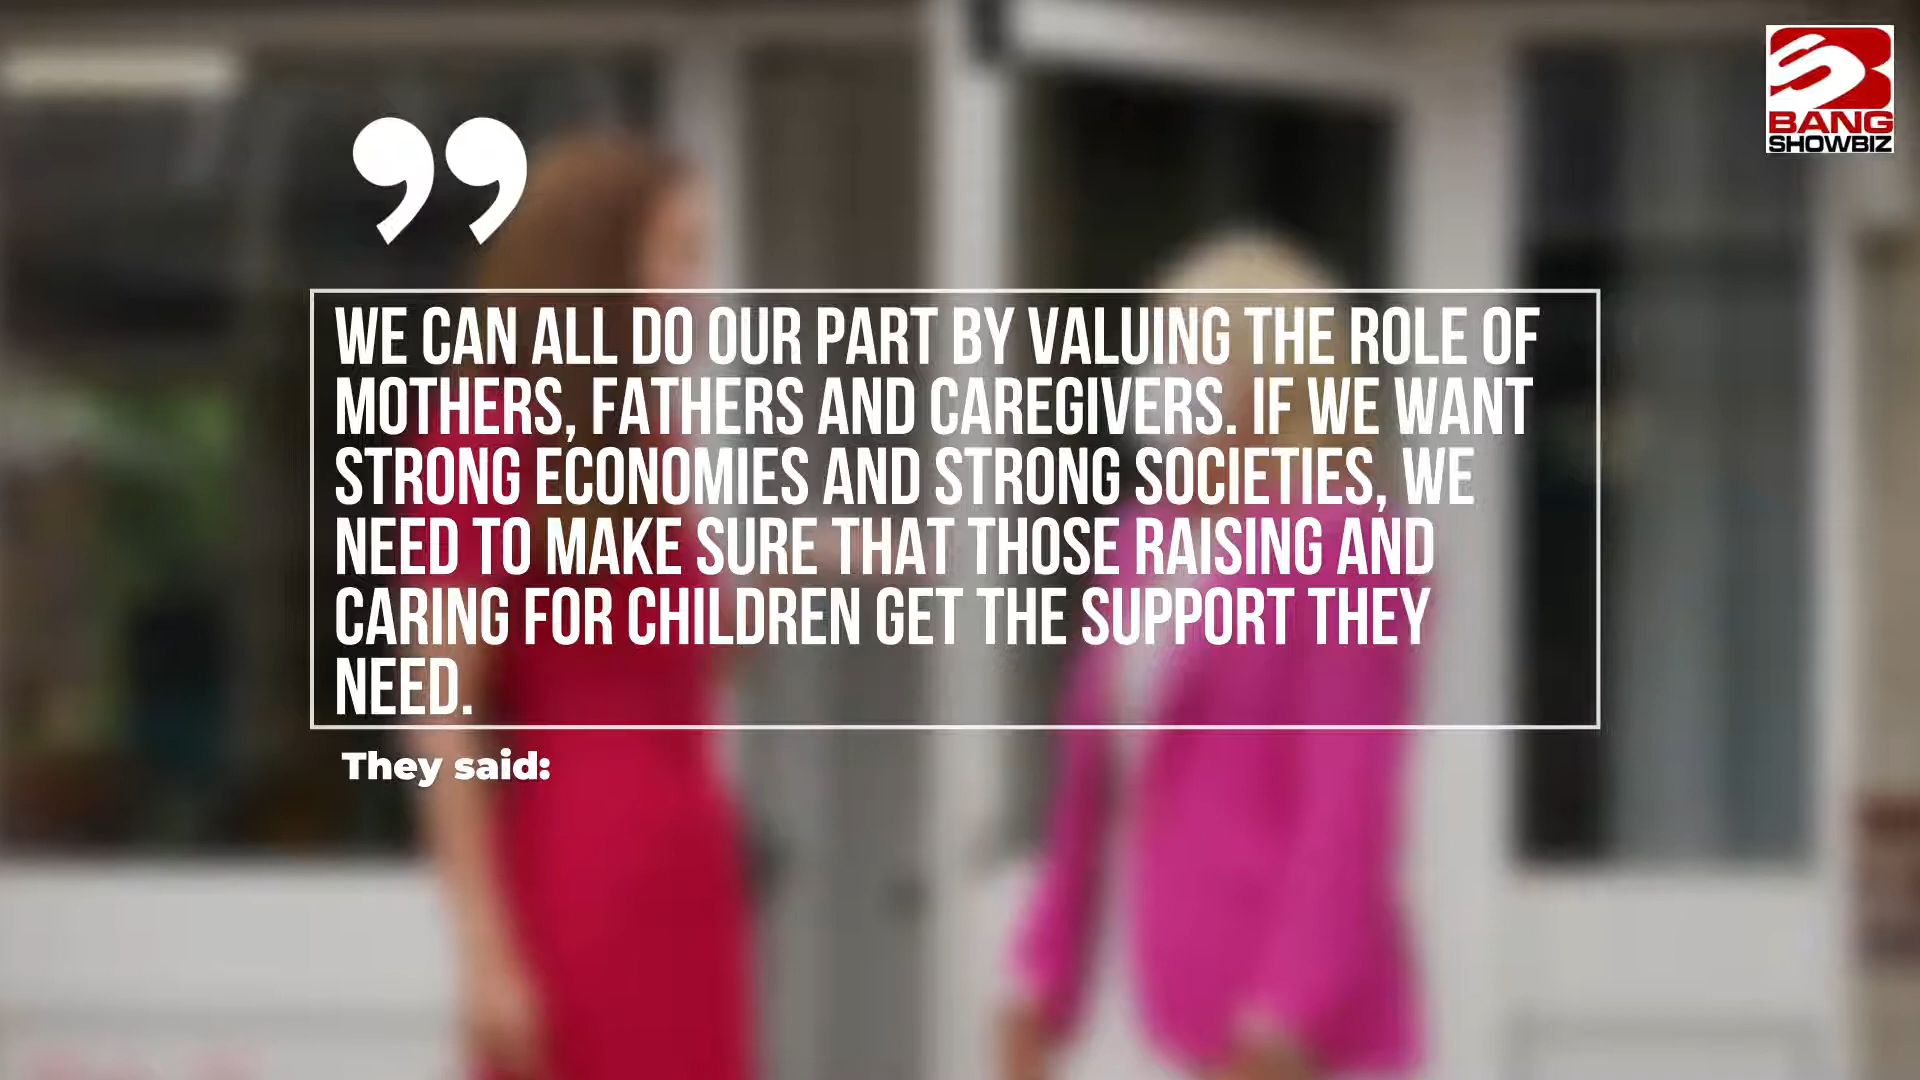 BANG
SHOWBIZ
”
WE CAN ALL DO OUR PART BY VALUING THE ROLE OF
MOTHERS, FATHERS AND CAREGIVERS. IF WE WANT
STRONG ECONOMIES AND STRONG SOCIETIES, WE
NEED TO MAKE SURE THAT THOSE RAISING AND
CARING FOR CHILDREN GET THE SUPPORT THEY
NEED.
They said: